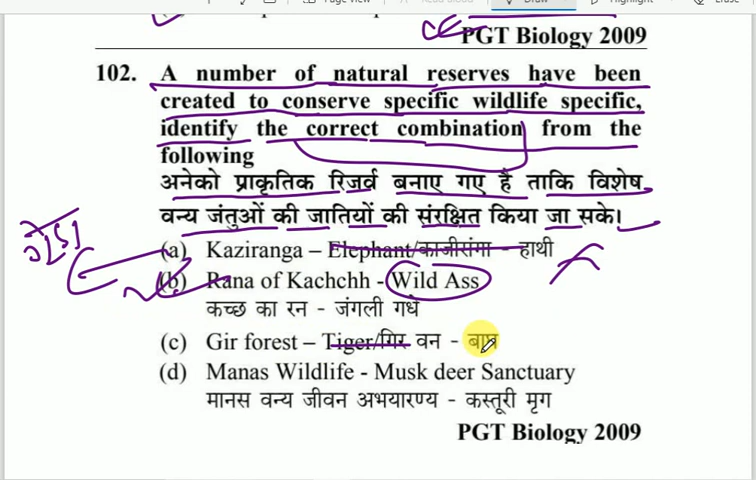 PGT Biology 2009
102. A number of natural reserves have been
created to conserve specific wildlife specific,
identify the correct combination from the
following
अनेको प्राकृतिक रिजर्व बनाए गए है ताकि विशेष
वन्य जंतुओं की जातियों की संरक्षित किया जा सके।
गैंडा
(a) Kaziranga – Elephant/काजीरांगा – हाथी
(b) Rana of Kachchh - Wild Ass
कच्छ का रन - जंगली गधे
(c) Gir forest – Tiger/गिर वन - बाघ
(d) Manas Wildlife - Musk deer Sanctuary
मानस वन्य जीवन अभयारण्य - कस्तूरी मृग
PGT Biology 2009